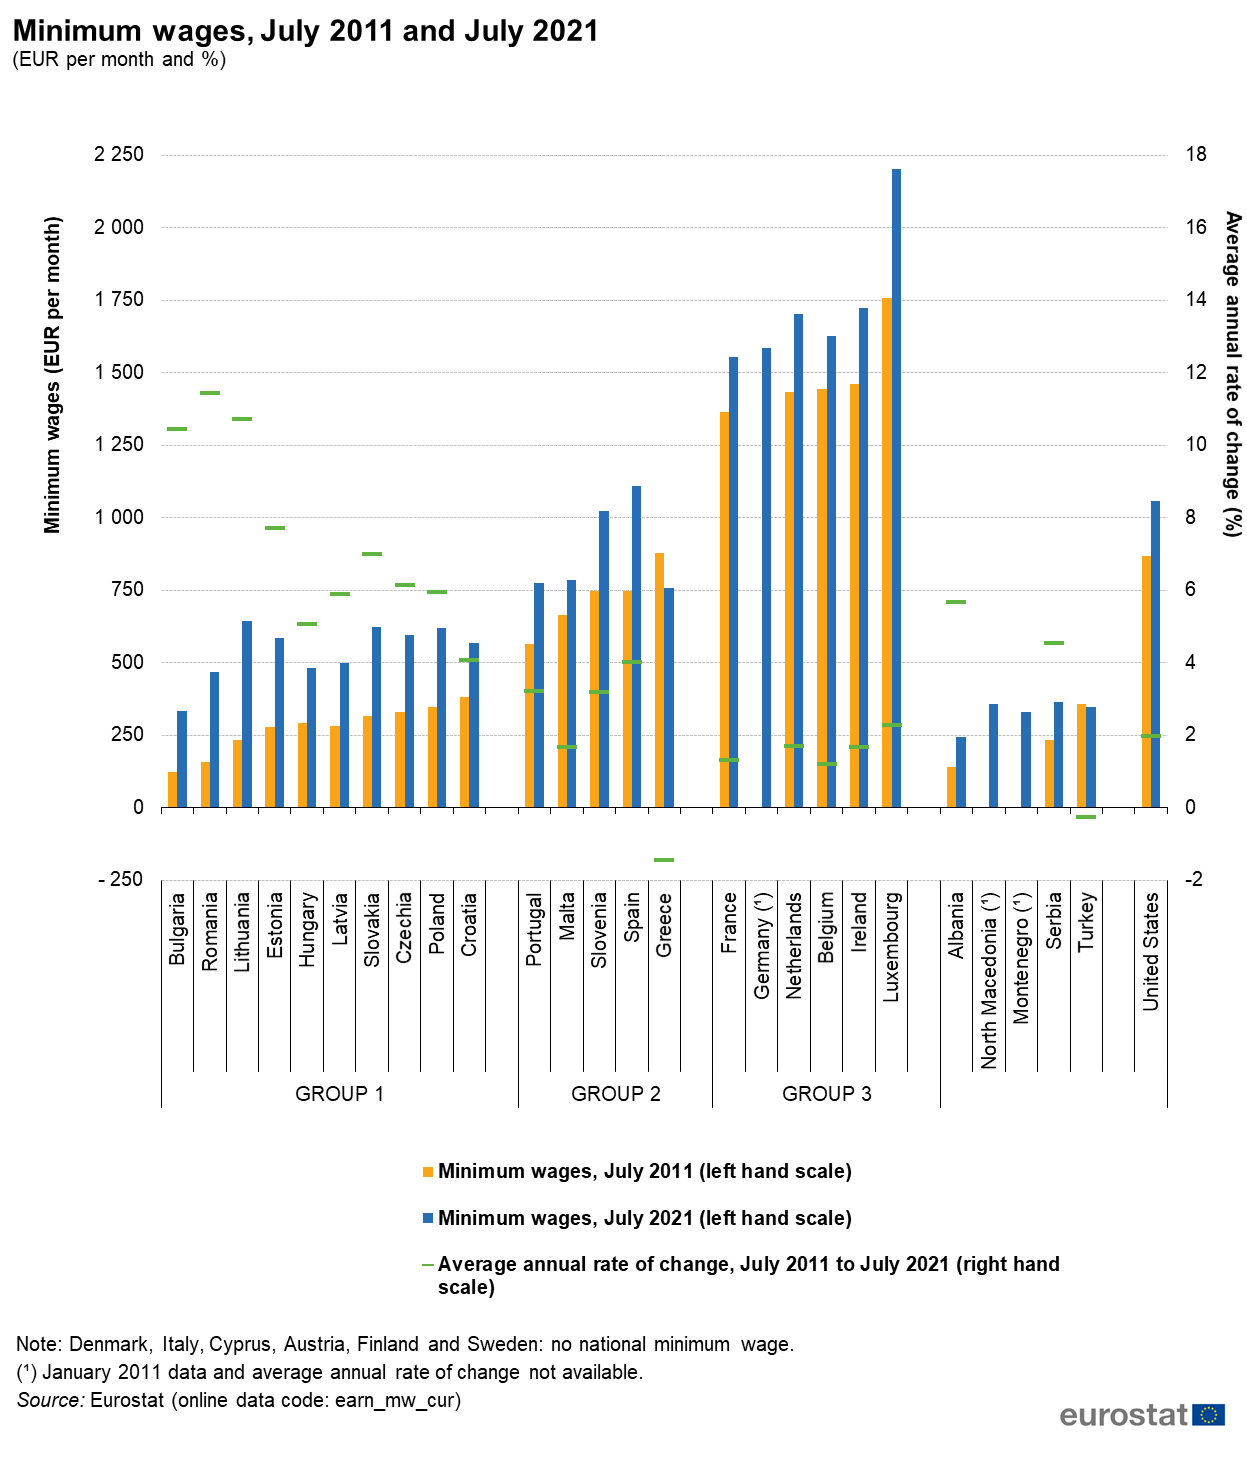 Minimum wages, July 2011 and July 2021
(EUR per month and %)
Minimum wages (EUR per month)
2 250
2 000
1 750
1 500
1 250
1 000
750
500
250
0
- 250
18
16
14
12
10
8
6
4
2
0
-2
Average annual rate of change (%)
Bulgaria
Romania
Lithuania
Estonia
Hungary
Latvia
Slovakia
Czechia
Poland
Croatia
Portugal
Malta
Slovenia
Spain
Greece
France
Germany (¹)
Netherlands
Belgium
Ireland
Luxembourg
Albania
North Macedonia (¹)
Montenegro (¹)
Serbia
Turkey
United States
GROUP 1
GROUP 2
GROUP 3
Minimum wages, July 2011 (left hand scale)
Minimum wages, July 2021 (left hand scale)
Average annual rate of change, July 2011 to July 2021 (right hand
scale)
Note: Denmark, Italy, Cyprus, Austria, Finland and Sweden: no national minimum wage.
(¹) January 2011 data and average annual rate of change not available.
Source: Eurostat (online data code: earn_mw_cur)
eurostat